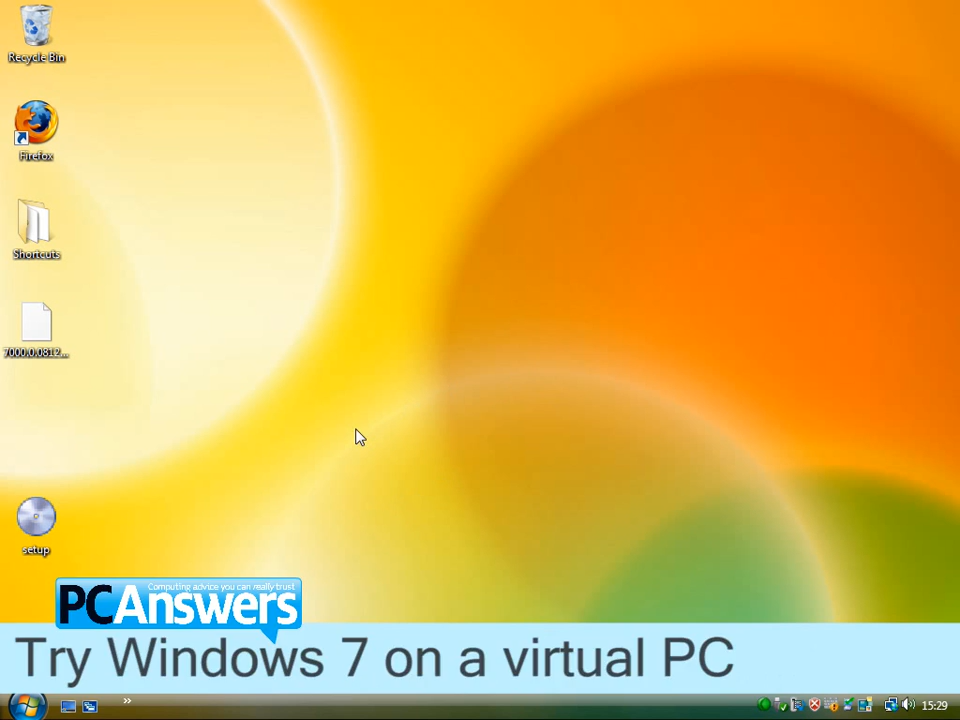 Recycle Bin
Firefox
Shortcuts
7000.0.0812...
setup
Computing advice you can really trust
PCAnswers
Try Windows 7 on a virtual PC
»
15:29